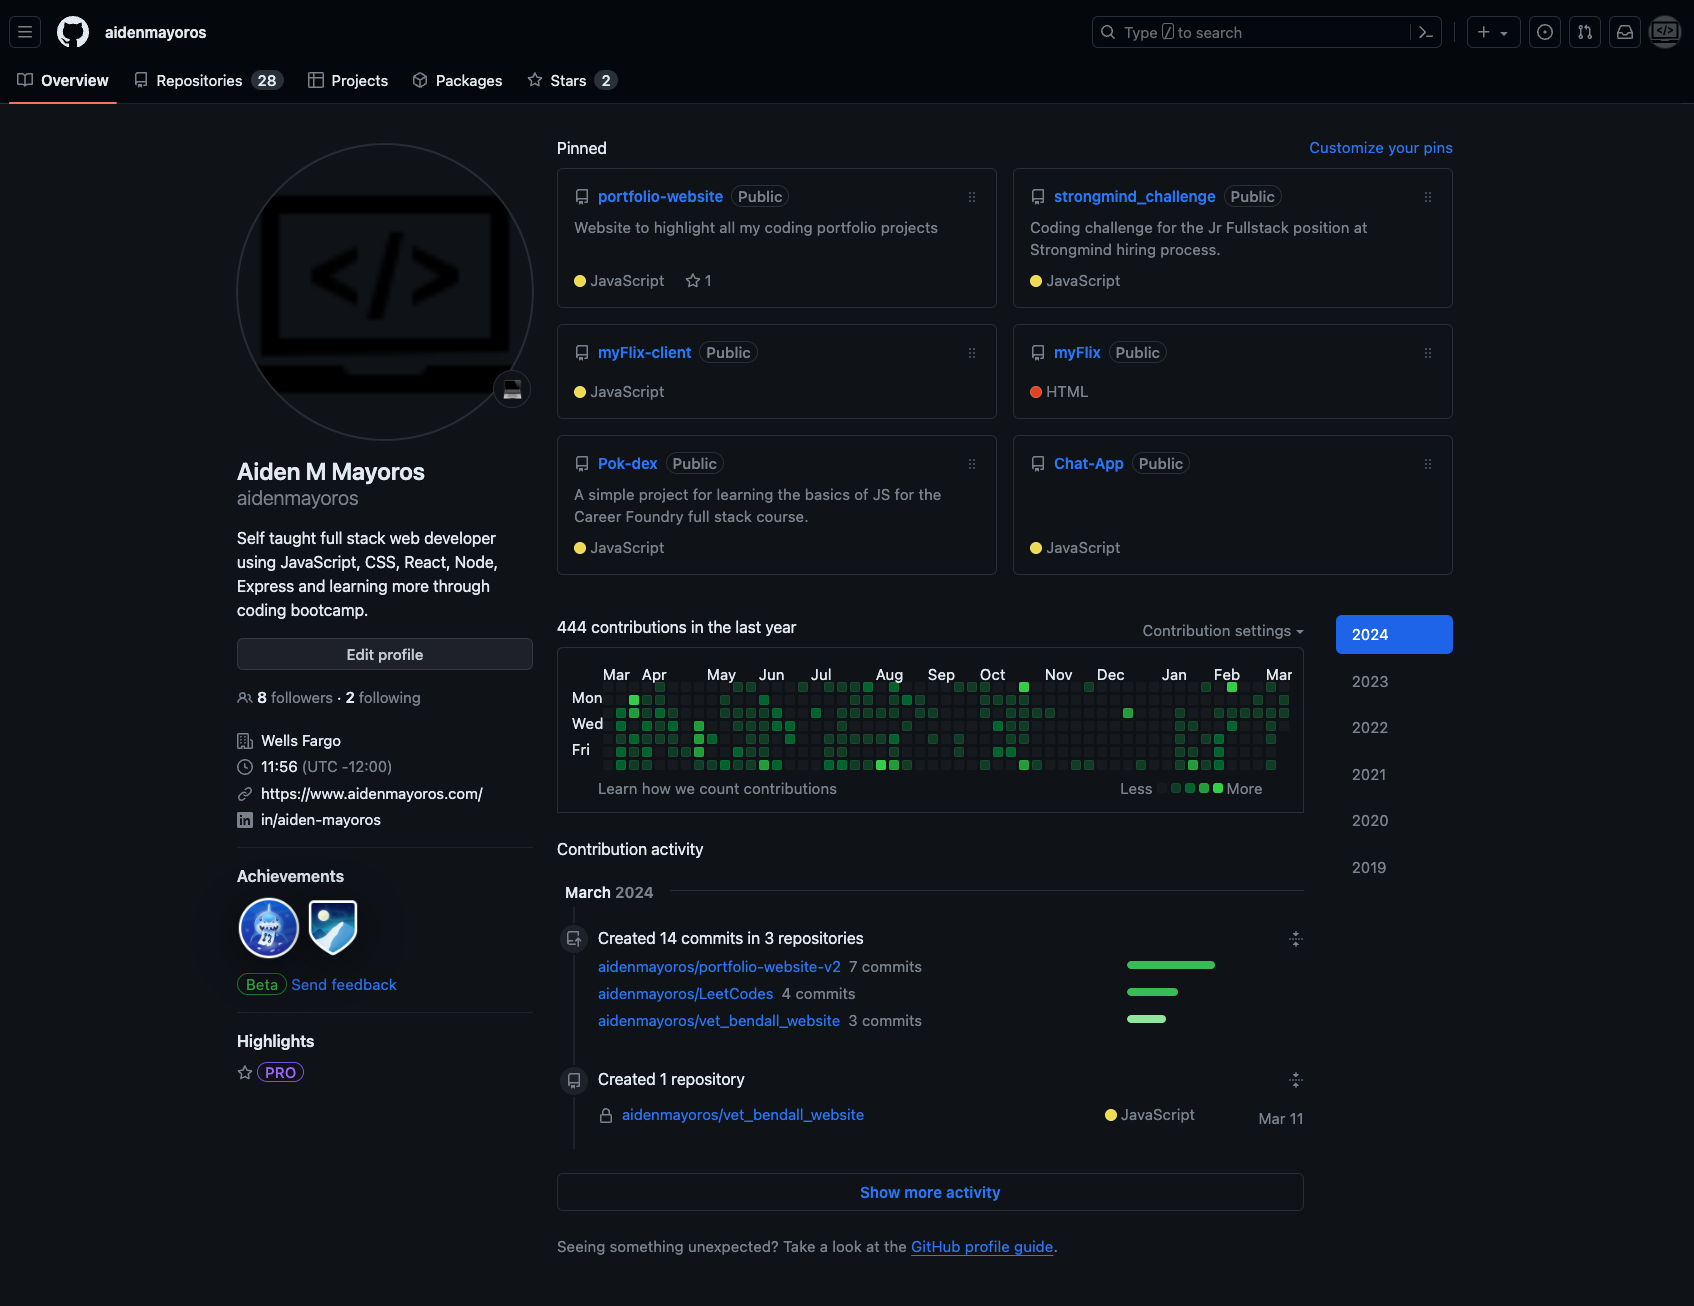 aidenmayoros
Type / to search
Overview
Repositories 28
Projects
Packages
Stars 2
Aiden M Mayoros
aidenmayoros
Self taught full stack web developer
using JavaScript, CSS, React, Node,
Express and learning more through
coding bootcamp.
Edit profile
8 followers · 2 following
Wells Fargo
11:56 (UTC -12:00)
https://www.aidenmayoros.com/
in/aiden-mayoros
Achievements
Beta Send feedback
Highlights
PRO
Pinned
Customize your pins
portfolio-website Public
Website to highlight all my coding portfolio projects
JavaScript 1
strongmind_challenge Public
Coding challenge for the Jr Fullstack position at
Strongmind hiring process.
JavaScript
myFlix-client Public
JavaScript
myFlix Public
HTML
Pok-dex Public
A simple project for learning the basics of JS for the
Career Foundry full stack course.
JavaScript
Chat-App Public
JavaScript
444 contributions in the last year
Contribution settings
Mar Apr May Jun Jul Aug Sep Oct Nov Dec Jan Feb Mar
Mon
Wed
Fri
Learn how we count contributions
Less More
2024
2023
2022
2021
2020
2019
Contribution activity
March 2024
Created 14 commits in 3 repositories
aidenmayoros/portfolio-website-v2 7 commits
aidenmayoros/LeetCodes 4 commits
aidenmayoros/vet_bendall_website 3 commits
Created 1 repository
aidenmayoros/vet_bendall_website JavaScript Mar 11
Show more activity
Seeing something unexpected? Take a look at the GitHub profile guide.